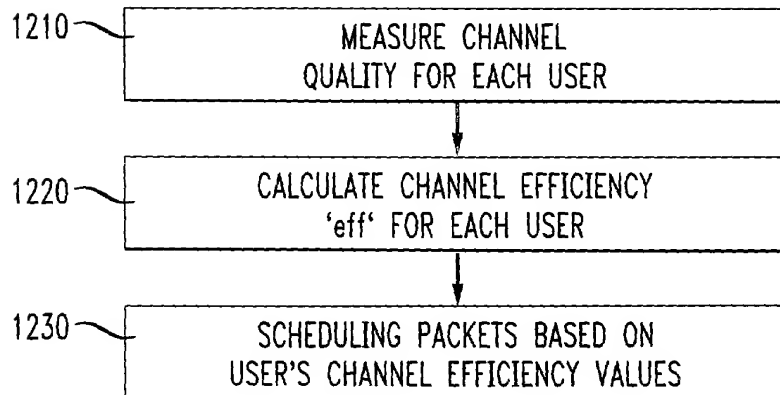 1210
MEASURE CHANNEL
QUALITY FOR EACH USER
1220
CALCULATE CHANNEL EFFICIENCY
‘eff‘ FOR EACH USER
1230
SCHEDULING PACKETS BASED ON
USER'S CHANNEL EFFICIENCY VALUES